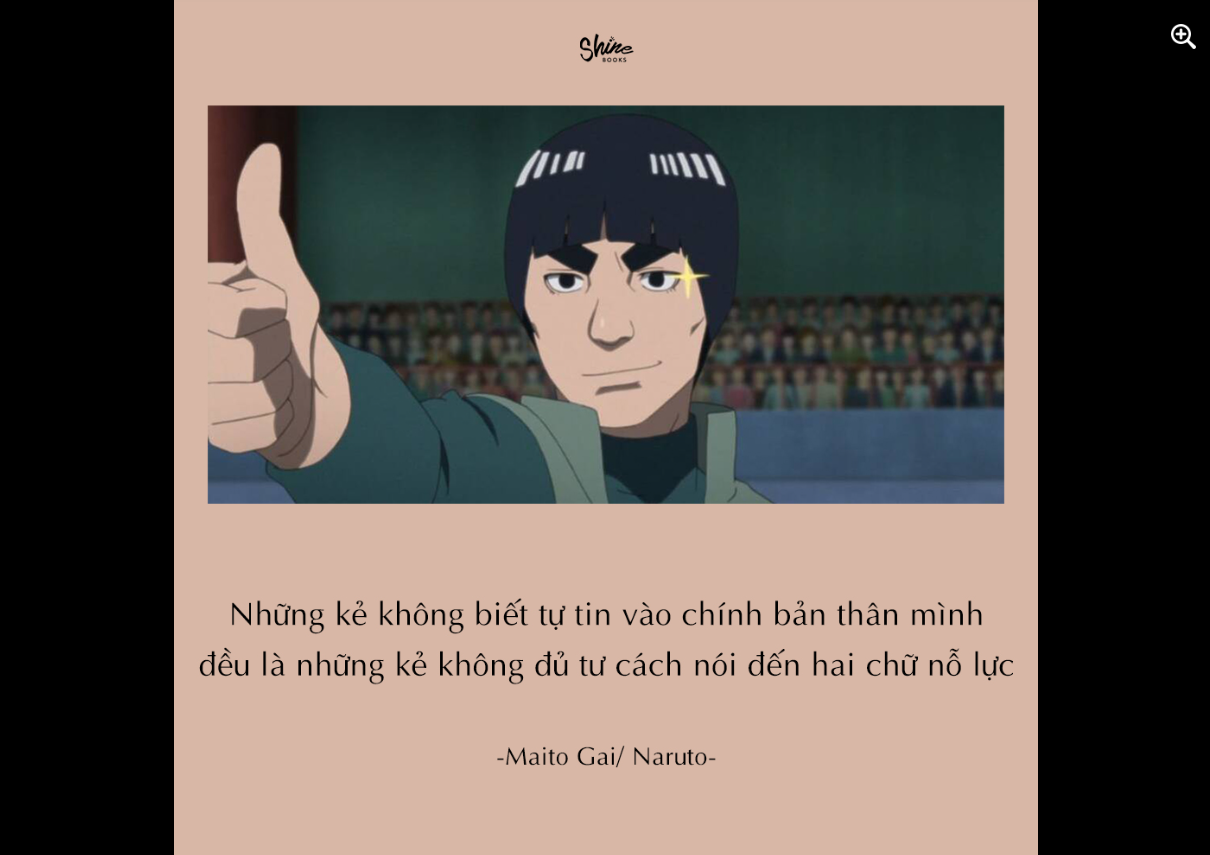 Shine
BOOKS
Những kẻ không biết tự tin vào chính bản thân mình
đều là những kẻ không đủ tư cách nói đến hai chữ nỗ lực
-Maito Gai/ Naruto-